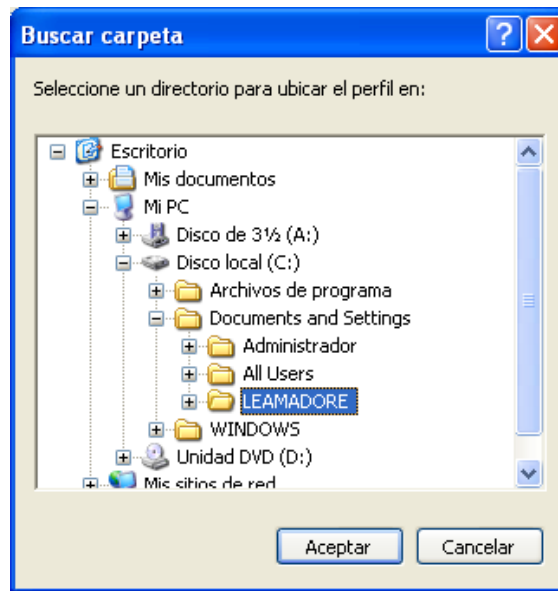 Buscar carpeta
Seleccione un directorio para ubicar el perfil en:
Escritorio
Mis documentos
Mi PC
Disco de 3½ (A:)
Disco local (C:)
Archivos de programa
Documents and Settings
Administrador
All Users
LEAMADORE
WINDOWS
Unidad DVD (D:)
Mis sitios de red
Aceptar Cancelar